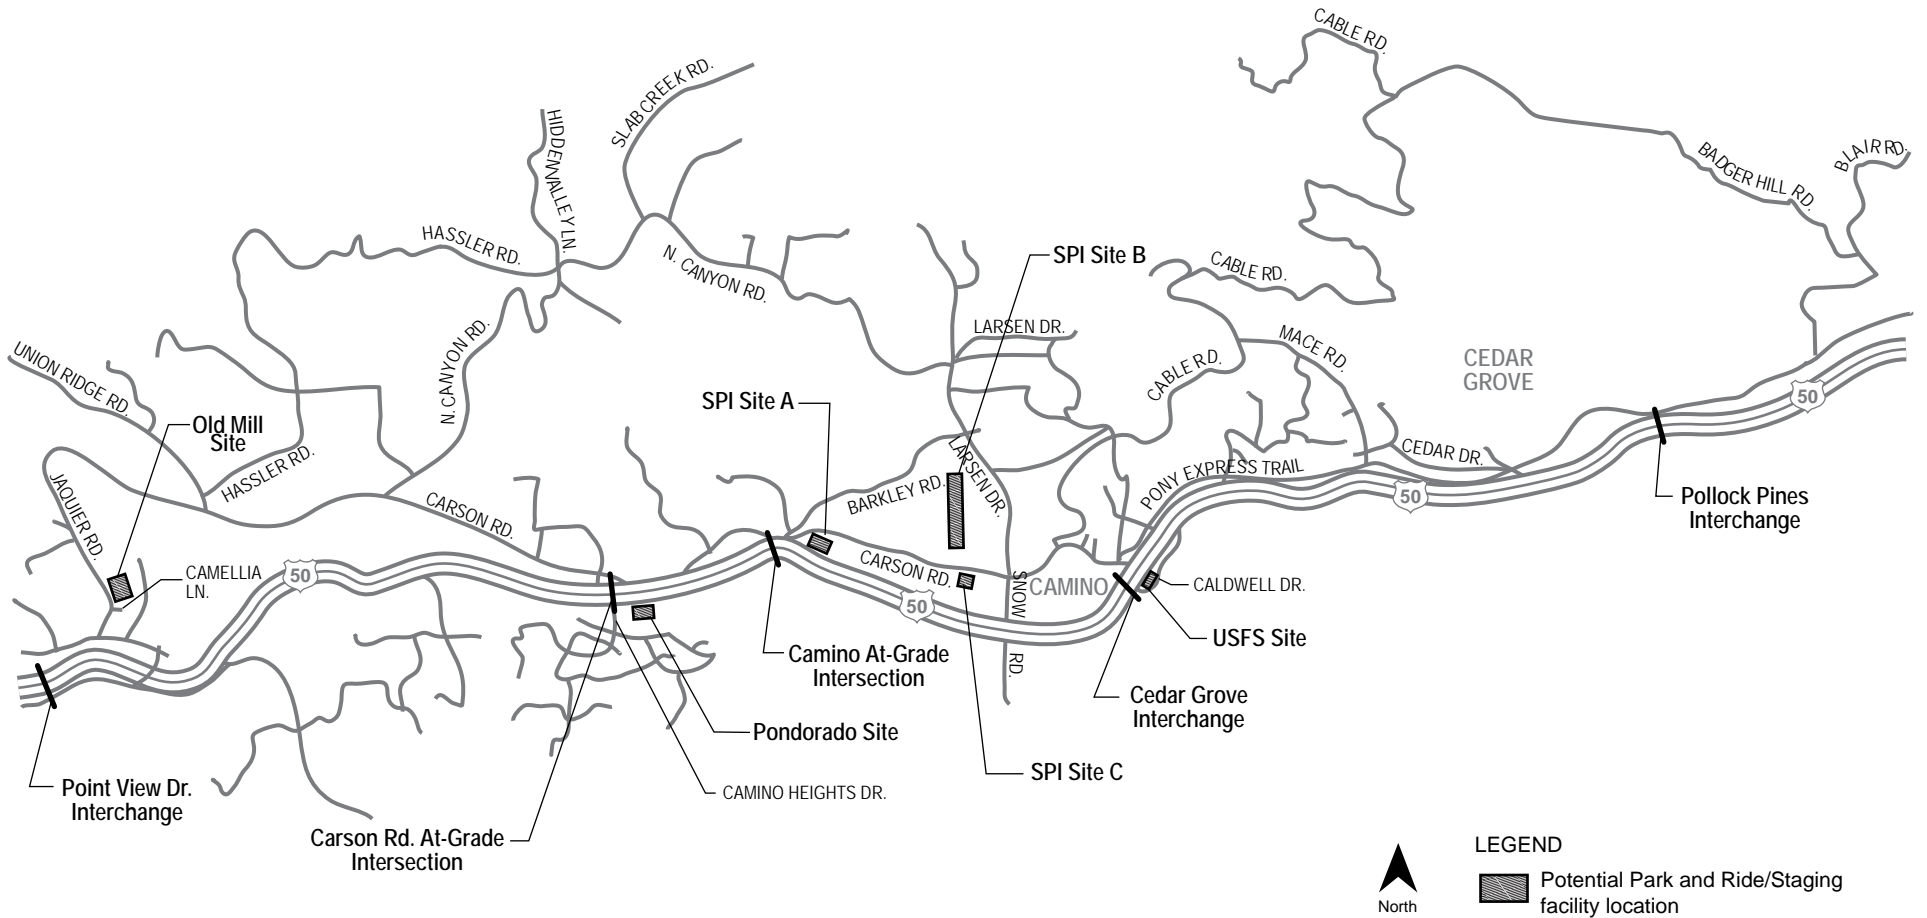 CABLE RD.
SLAB CREEK RD.
HIDDENVALLEY LN.
BADGER HILL RD.
BLAIR RD.
HASSLER RD.
N. CANYON RD.
SPI Site B
CABLE RD.
LARSEN DR.
MACE RD.
CEDAR
GROVE
UNION RIDGE RD.
N. CANYON RD.
CABLE RD.
SPI Site A
50
Old Mill
Site
HASSLER RD.
LARSEN DR.
CEDAR DR.
PONY EXPRESS TRAIL
JAQUIER RD.
BARKLEY RD.
50
Pollock Pines
Interchange
CARSON RD.
CAMELLIA
LN.
50
CARSON RD.
SNOW
RD.
CAMINO
CALDWELL DR.
50
USFS Site
Camino At-Grade
Intersection
Cedar Grove
Interchange
Pondorado Site
SPI Site C
Point View Dr.
Interchange
CAMINO HEIGHTS DR.
Carson Rd. At-Grade
Intersection
North
LEGEND
Potential Park and Ride/Staging
facility location